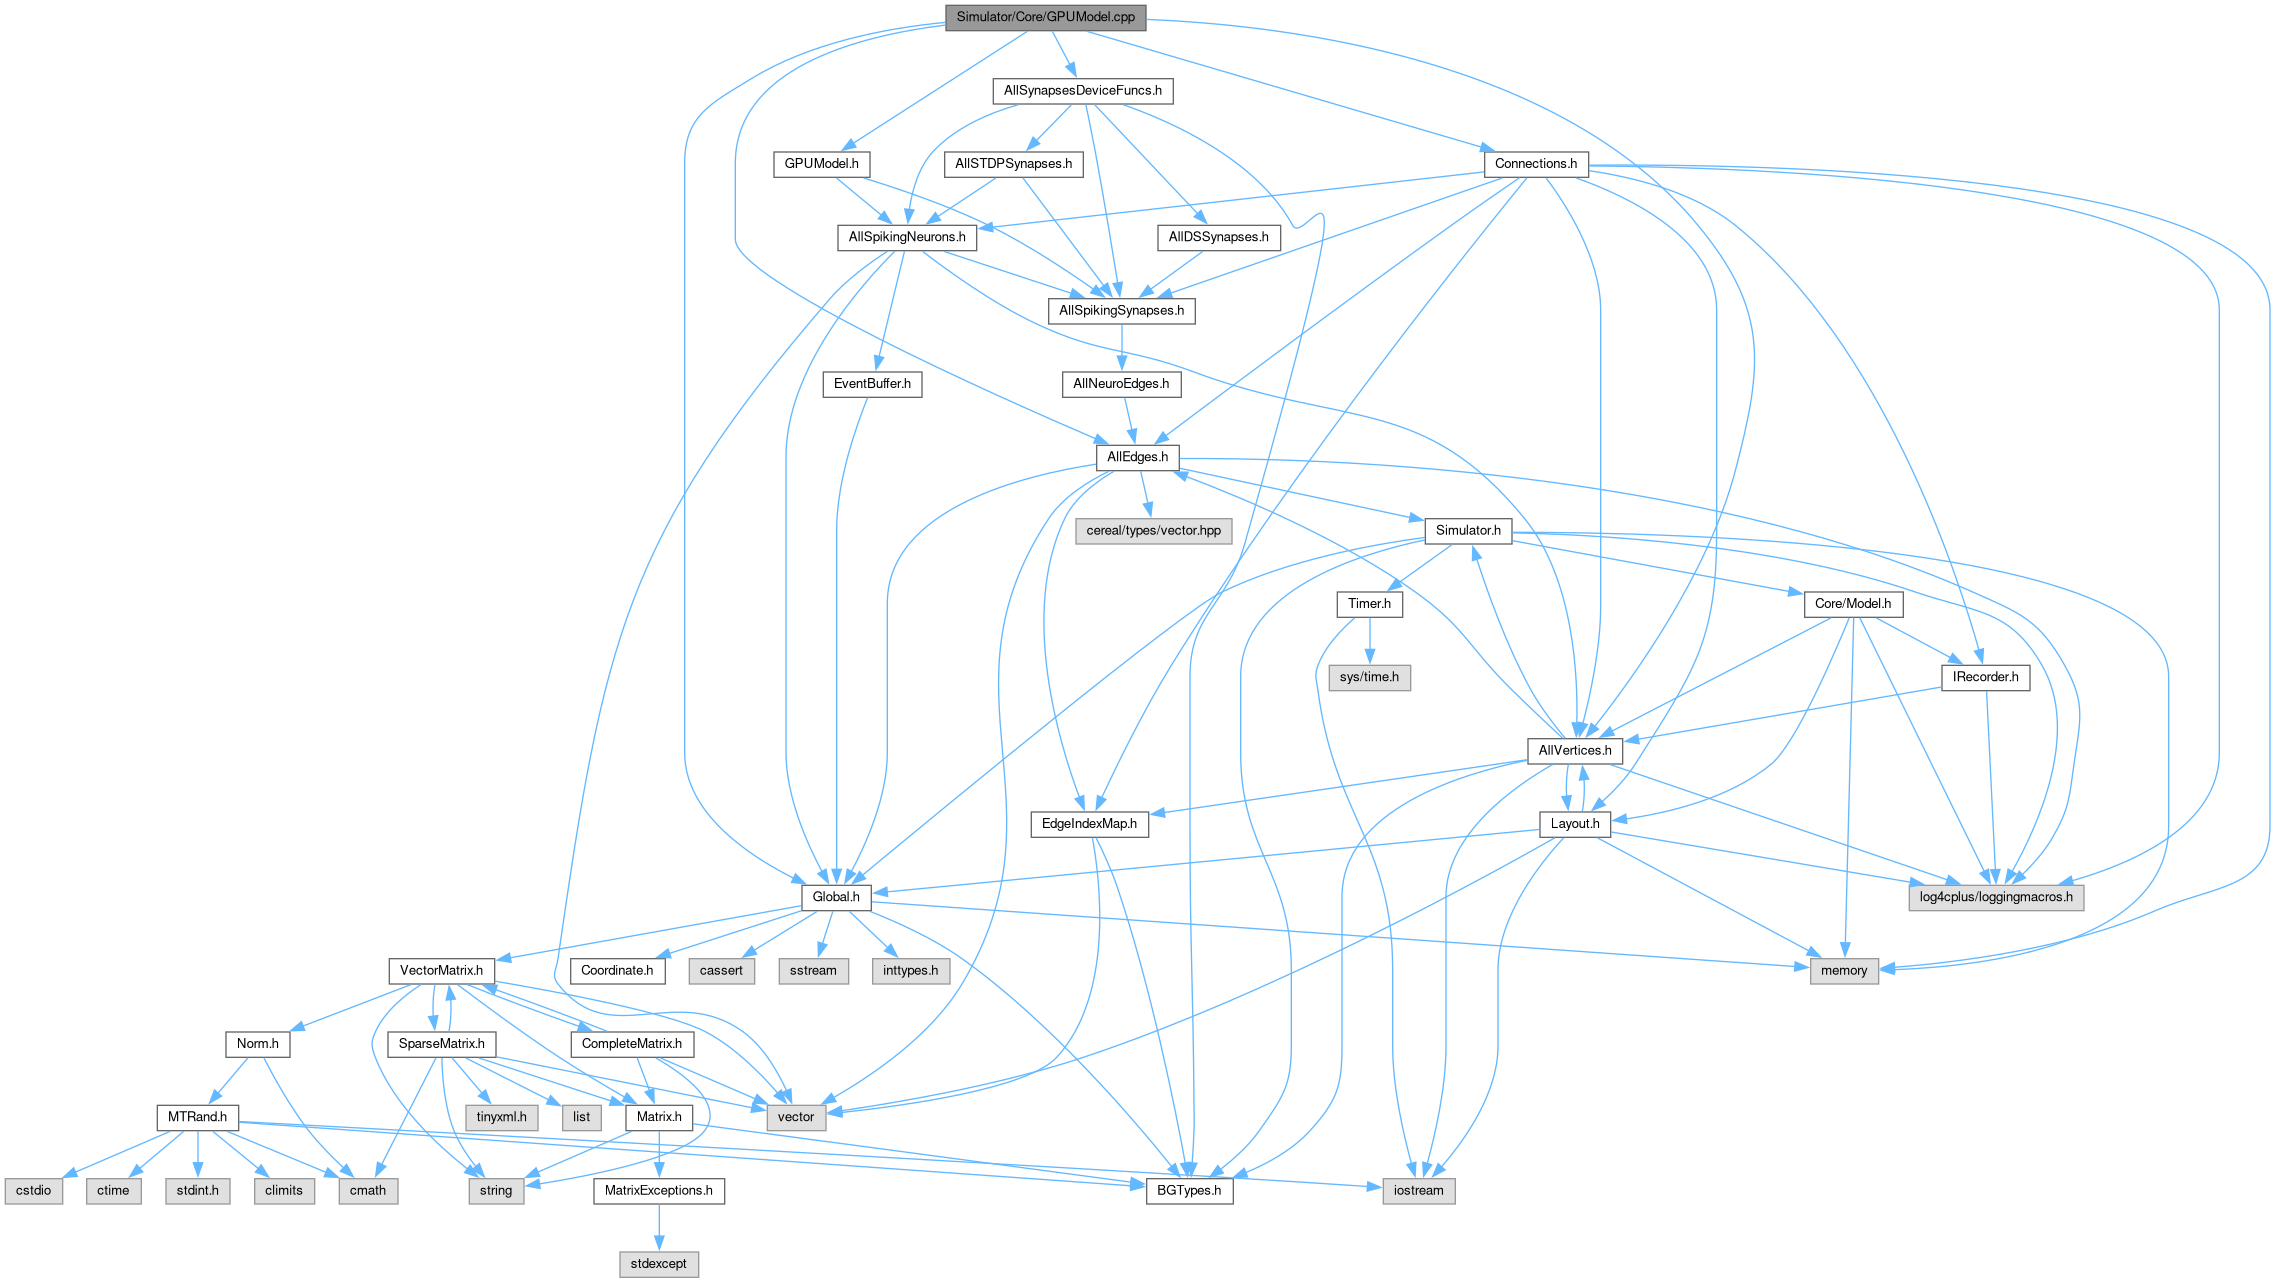 Simulator/Core/GPUModel.cpp
AllSynapsesDeviceFuncs.h
GPUModel.h
AllSTDPSynapses.h
Connections.h
AllSpikingNeurons.h
AllDSSynapses.h
AllSpikingSynapses.h
EventBuffer.h
AllNeuroEdges.h
AllEdges.h
cereal/types/vector.hpp
Simulator.h
Timer.h
Core/Model.h
sys/time.h
IRecorder.h
AllVertices.h
EdgeIndexMap.h
Layout.h
Global.h
log4cplus/loggingmacros.h
VectorMatrix.h
Coordinate.h
cassert
sstream
inttypes.h
memory
Norm.h
SparseMatrix.h
CompleteMatrix.h
MTRand.h
tinyxml.h
list
Matrix.h
vector
cstdio
ctime
stdint.h
climits
cmath
string
MatrixExceptions.h
BGTypes.h
iostream
stdexcept